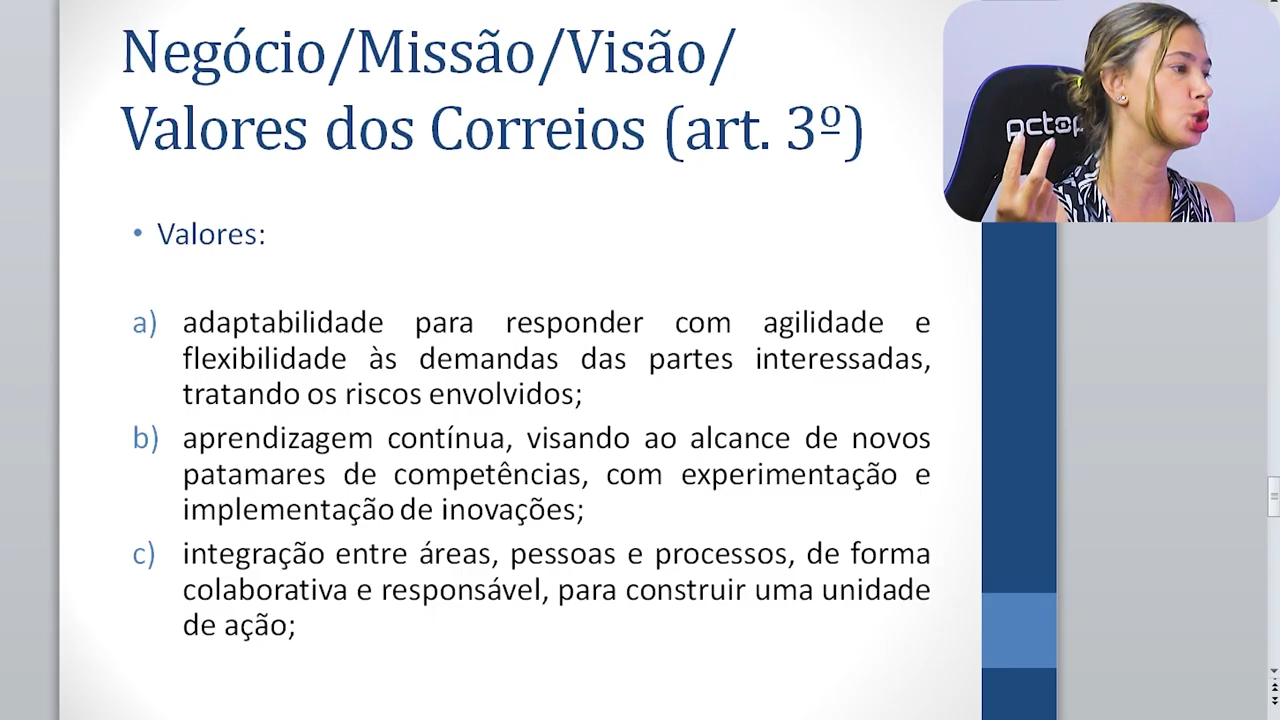 Negócio/Missão/Visão/
Valores dos Correios (art. 3º)
• Valores:
a) adaptabilidade para responder com agilidade e
flexibilidade às demandas das partes interessadas,
tratando os riscos envolvidos;
b) aprendizagem contínua, visando ao alcance de novos
patamares de competências, com experimentação e
implementação de inovações;
c) integração entre áreas, pessoas e processos, de forma
colaborativa e responsável, para construir uma unidade
de ação;